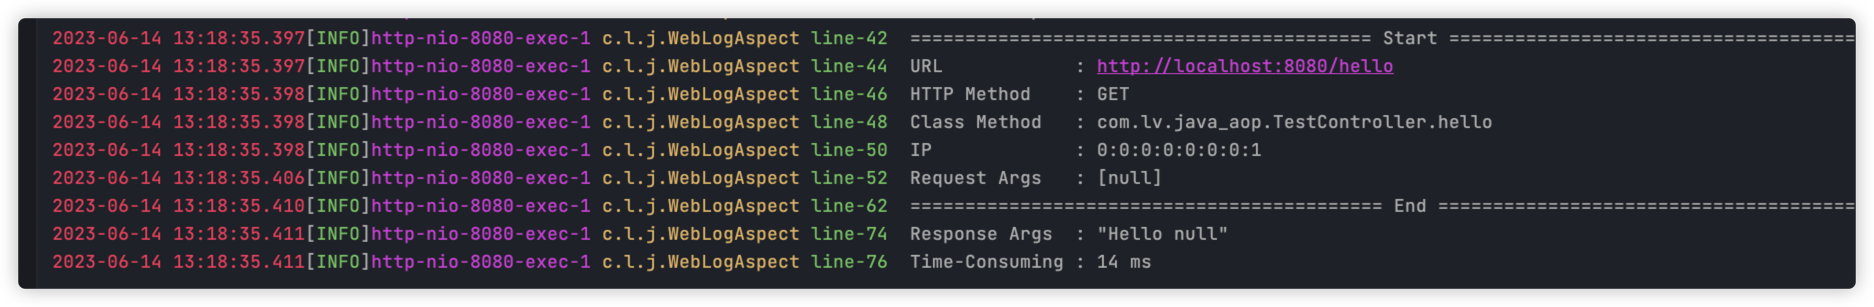 2023-06-14 13:18:35.397[INFO]http-nio-8080-exec-1 c.l.j.WebLogAspect line-42  ========================================== Start =====================================
2023-06-14 13:18:35.397[INFO]http-nio-8080-exec-1 c.l.j.WebLogAspect line-44  URL            : http://localhost:8080/hello
2023-06-14 13:18:35.398[INFO]http-nio-8080-exec-1 c.l.j.WebLogAspect line-46  HTTP Method    : GET
2023-06-14 13:18:35.398[INFO]http-nio-8080-exec-1 c.l.j.WebLogAspect line-48  Class Method   : com.lv.java_aop.TestController.hello
2023-06-14 13:18:35.398[INFO]http-nio-8080-exec-1 c.l.j.WebLogAspect line-50  IP             : 0:0:0:0:0:0:0:1
2023-06-14 13:18:35.406[INFO]http-nio-8080-exec-1 c.l.j.WebLogAspect line-52  Request Args   : [null]
2023-06-14 13:18:35.410[INFO]http-nio-8080-exec-1 c.l.j.WebLogAspect line-62  =========================================== End ======================================
2023-06-14 13:18:35.411[INFO]http-nio-8080-exec-1 c.l.j.WebLogAspect line-74  Response Args  : "Hello null"
2023-06-14 13:18:35.411[INFO]http-nio-8080-exec-1 c.l.j.WebLogAspect line-76  Time-Consuming : 14 ms